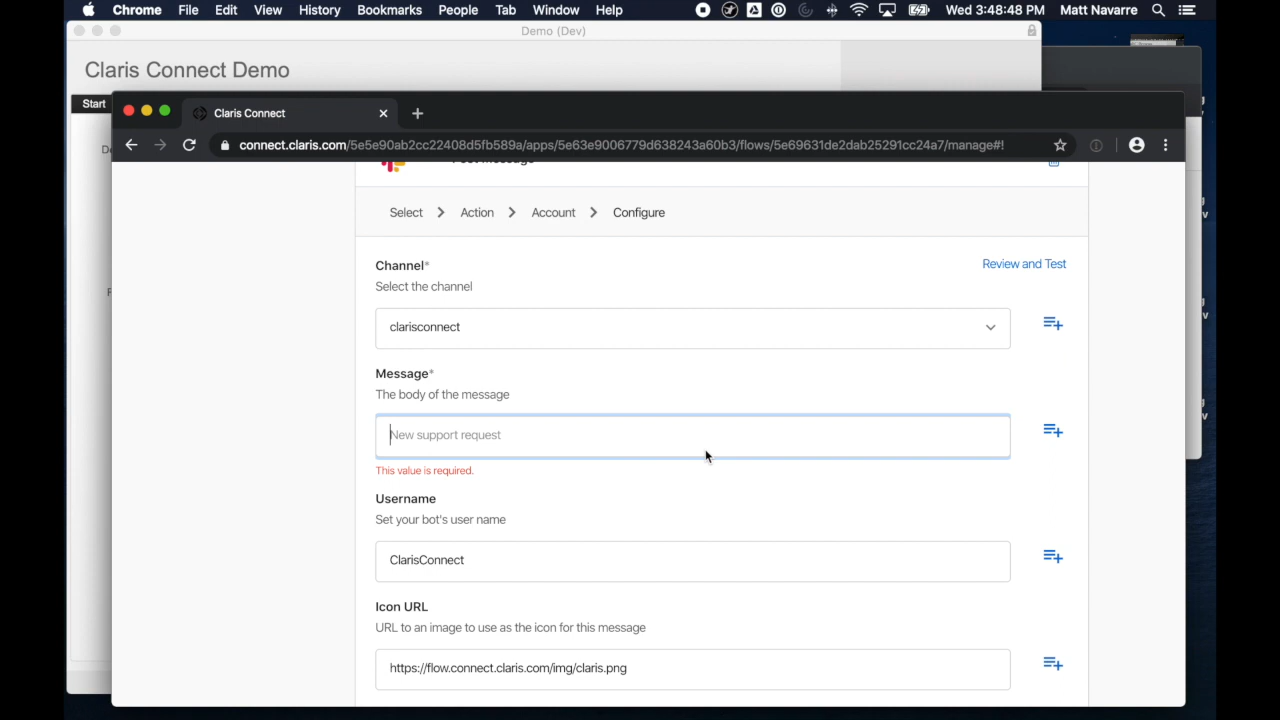 Chrome File Edit View History Bookmarks People Tab Window Help Wed 3:48:48 PM Matt Navarre
Demo (Dev)
Claris Connect Demo
Start
Claris Connect
connect.claris.com/5e5e90ab2cc22408d5fb589a/apps/5e63e9006779d638243a60b3/flows/5e69631de2dab25291cc24a7/manage#!
Select Action Account Configure
Channel*
Review and Test
Select the channel
clarisconnect
Message*
The body of the message
New support request
This value is required.
Username
Set your bot's user name
ClarisConnect
Icon URL
URL to an image to use as the icon for this message
https://flow.connect.claris.com/img/claris.png